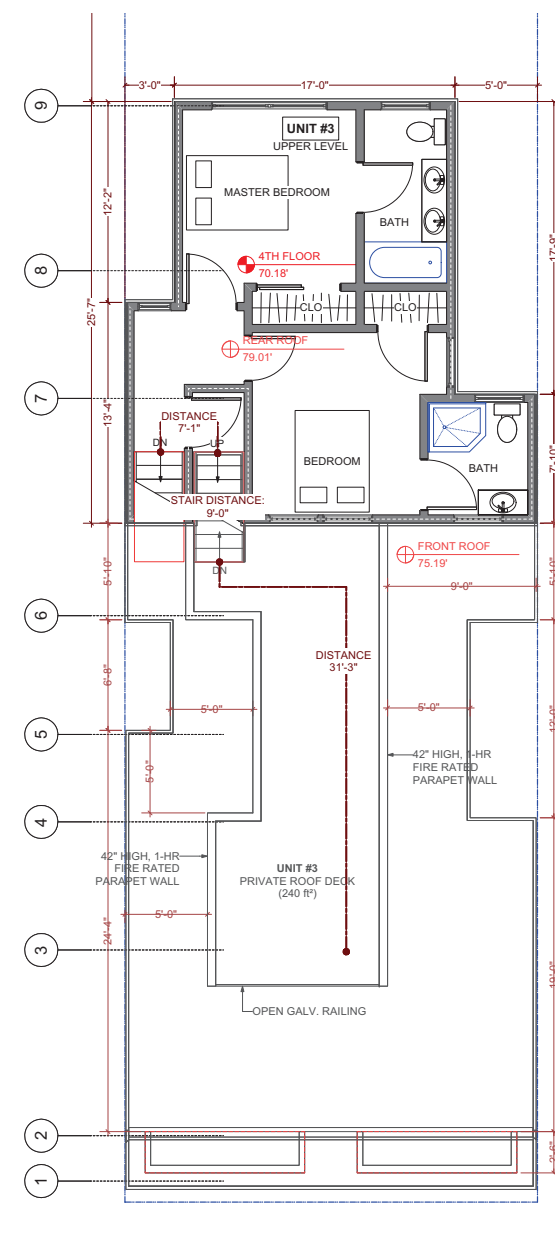 3'-0"
17'-0"
5'-0"
9
UNIT #3
UPPER LEVEL
MASTER BEDROOM
12'-2"
BATH
17'-9"
4TH FLOOR
70.18'
8
CLO
CLO
25'-7"
REAR ROOF
79.01'
7
13'-4"
DISTANCE
7'-1"
DN
UP
BEDROOM
BATH
7'-10"
STAIR DISTANCE:
9'-0"
DN
FRONT ROOF
75.19'
5'-10"
9'-0"
5'-10"
6
DISTANCE
31'-3"
6'-8"
5'-0"
5'-0"
12'-0"
5
5'-0"
42" HIGH, 1-HR
FIRE RATED
PARAPET WALL
4
42" HIGH, 1-HR
FIRE RATED
PARAPET WALL
UNIT #3
PRIVATE ROOF DECK
(240 ft²)
5'-0"
24'-4"
3
19'-0"
OPEN GALV. RAILING
2
2'-6"
1